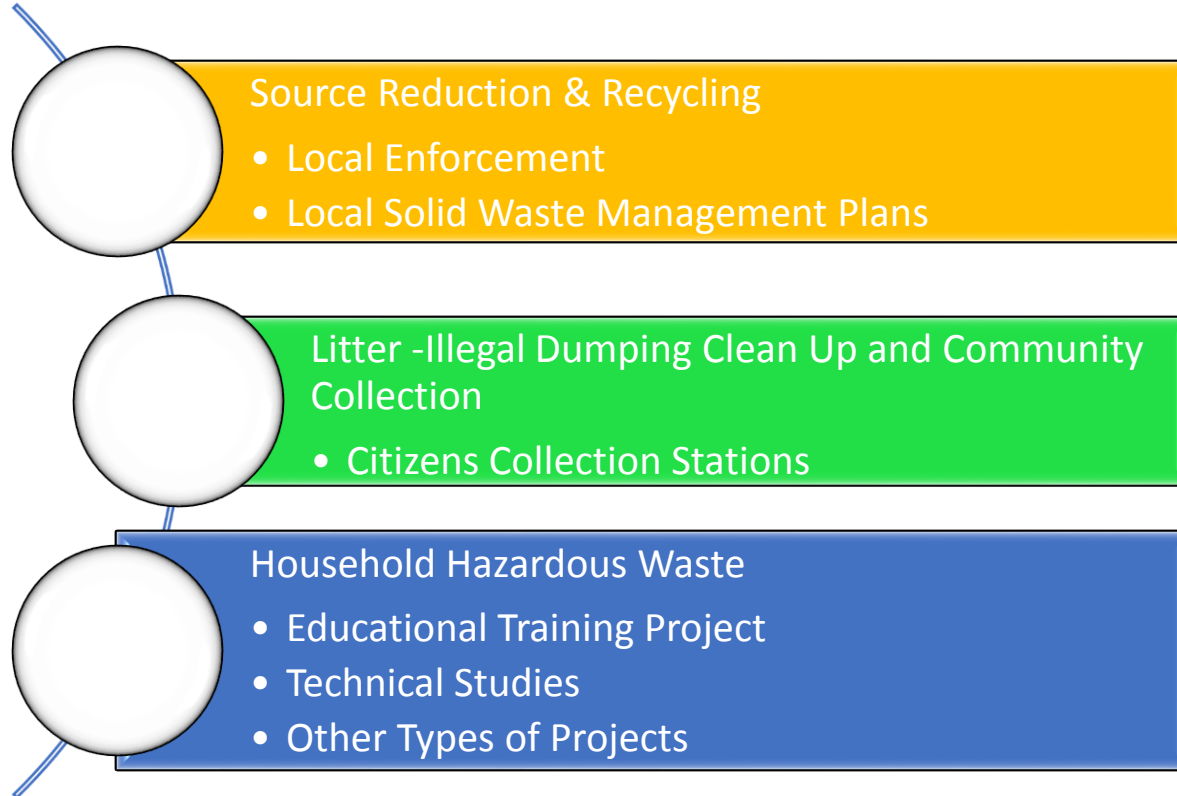 Source Reduction & Recycling
• Local Enforcement
• Local Solid Waste Management Plans
Litter -Illegal Dumping Clean Up and Community
Collection
• Citizens Collection Stations
Household Hazardous Waste
• Educational Training Project
• Technical Studies
• Other Types of Projects